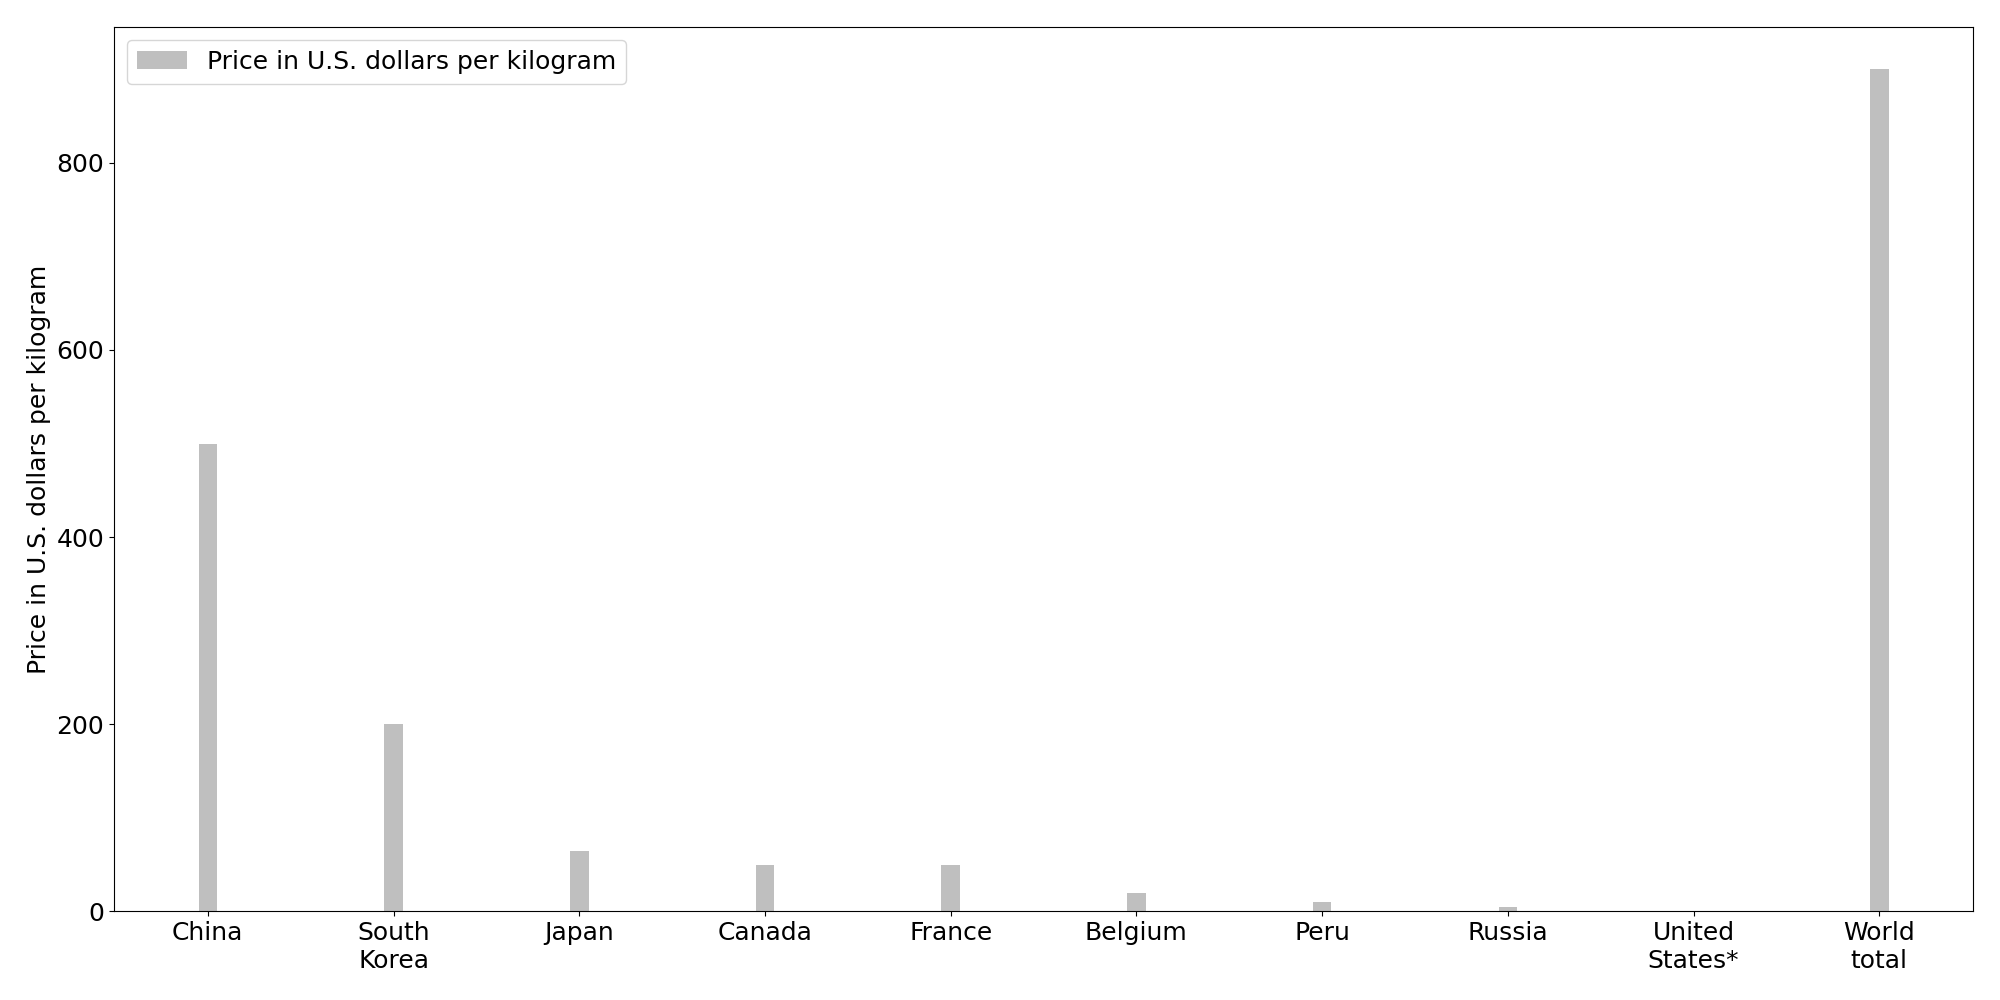 Price in U.S. dollars per kilogram
Price in U.S. dollars per kilogram
800
600
400
200
0
China
South
Korea
Japan
Canada
France
Belgium
Peru
Russia
United
States*
World
total